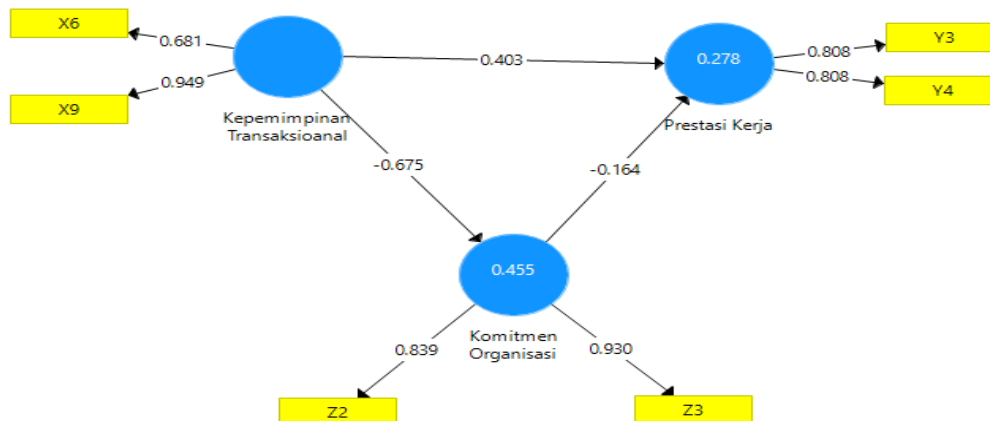 X6
0.681
X9
0.949
Kepemimpinan
Transaksioanal
0.403
0.278
Prestasi Kerja
0.808
Y3
0.808
Y4
-0.675
-0.164
0.455
Komitmen
Organisasi
0.839
0.930
Z2
Z3